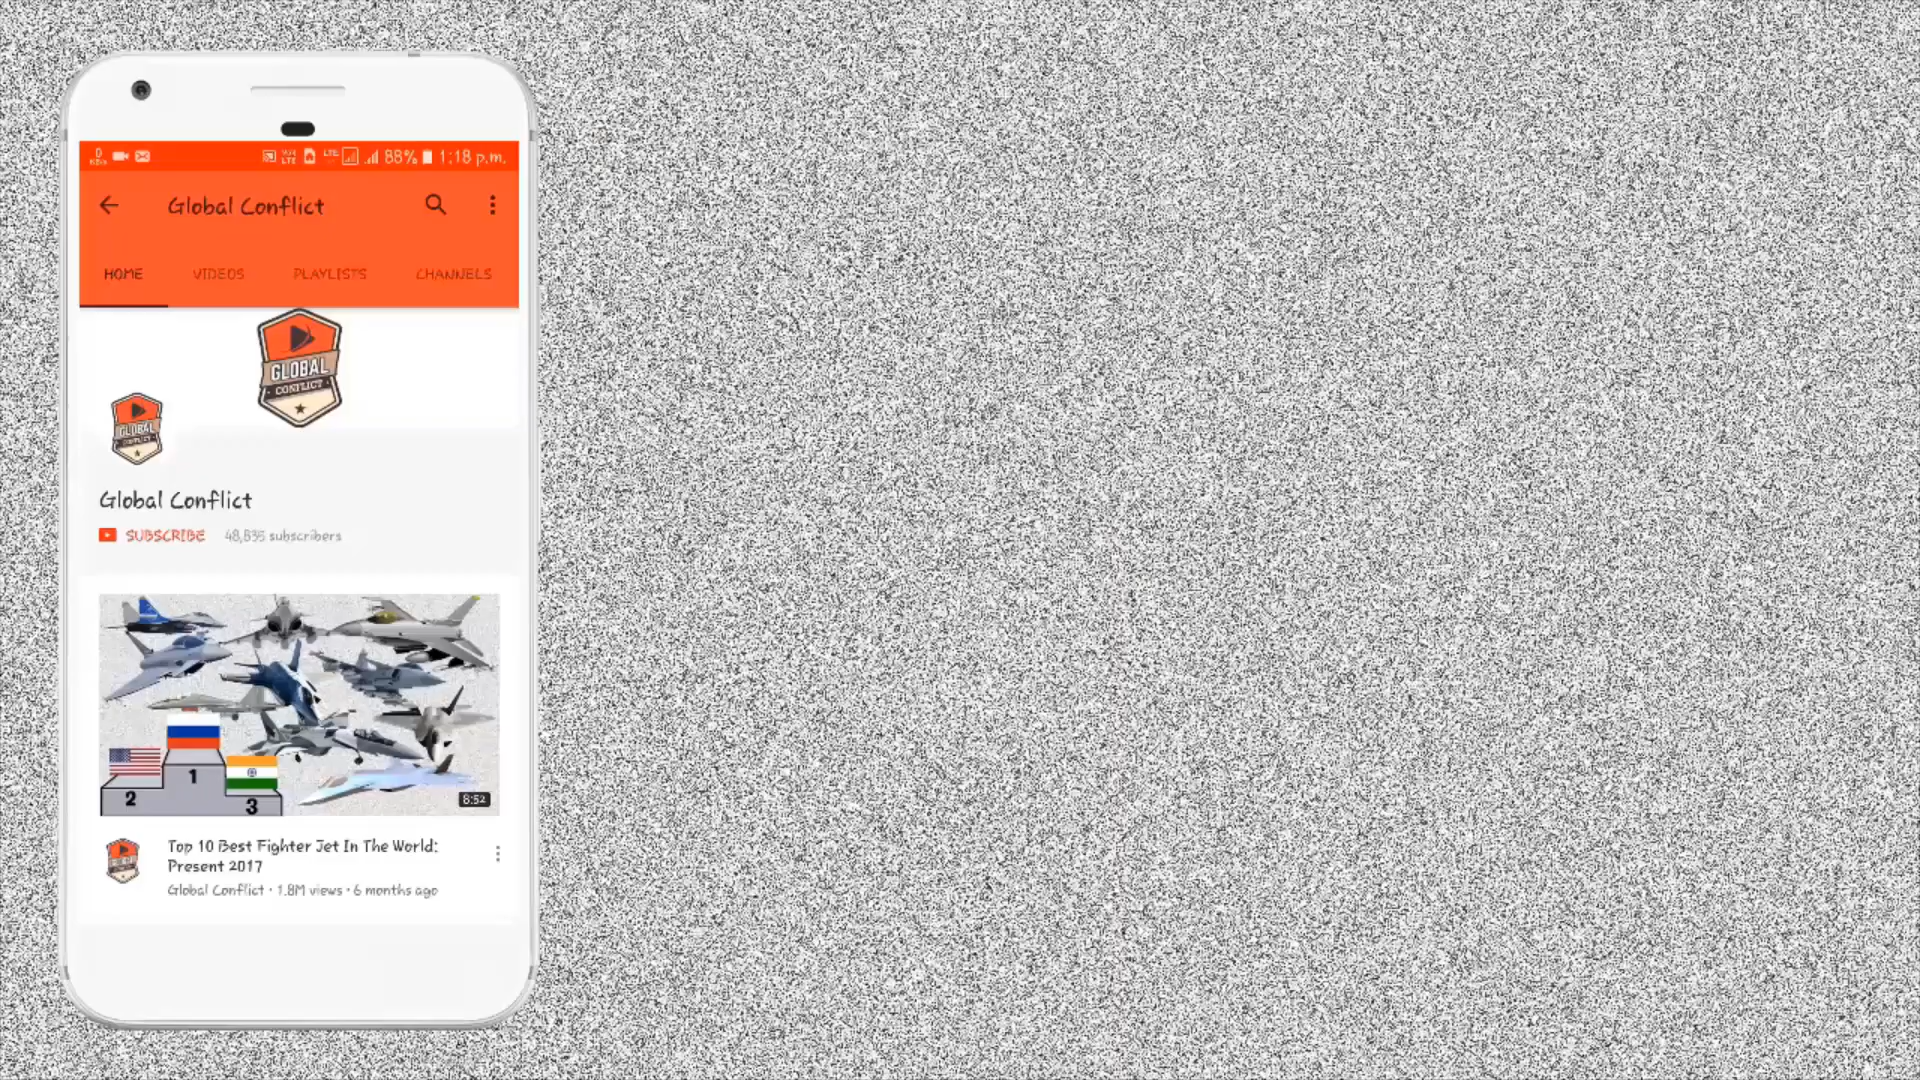 88% 1:18 p.m.
Global Conflict
HOME VIDEOS PLAYLISTS CHANNELS
GLOBAL
CONFLICT
GLOBAL
CONFLICT
Global Conflict
SUBSCRIBE 48,835 subscribers
1
2
3
8:52
Top 10 Best Fighter Jet In The World:
Present 2017
Global Conflict · 1.8M views · 6 months ago